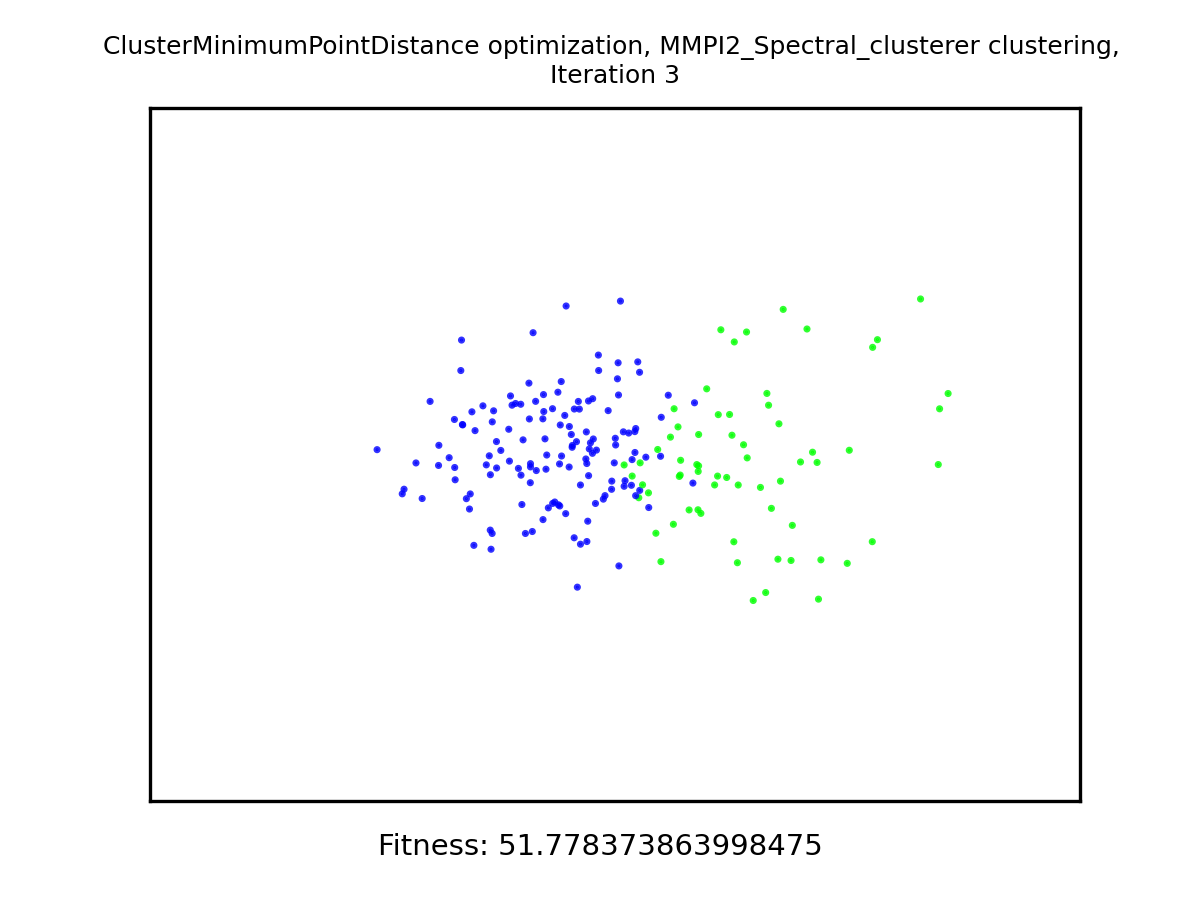 ClusterMinimumPointDistance optimization, MMPI2_Spectral_clusterer clustering,
Iteration 3
Fitness: 51.778373863998475